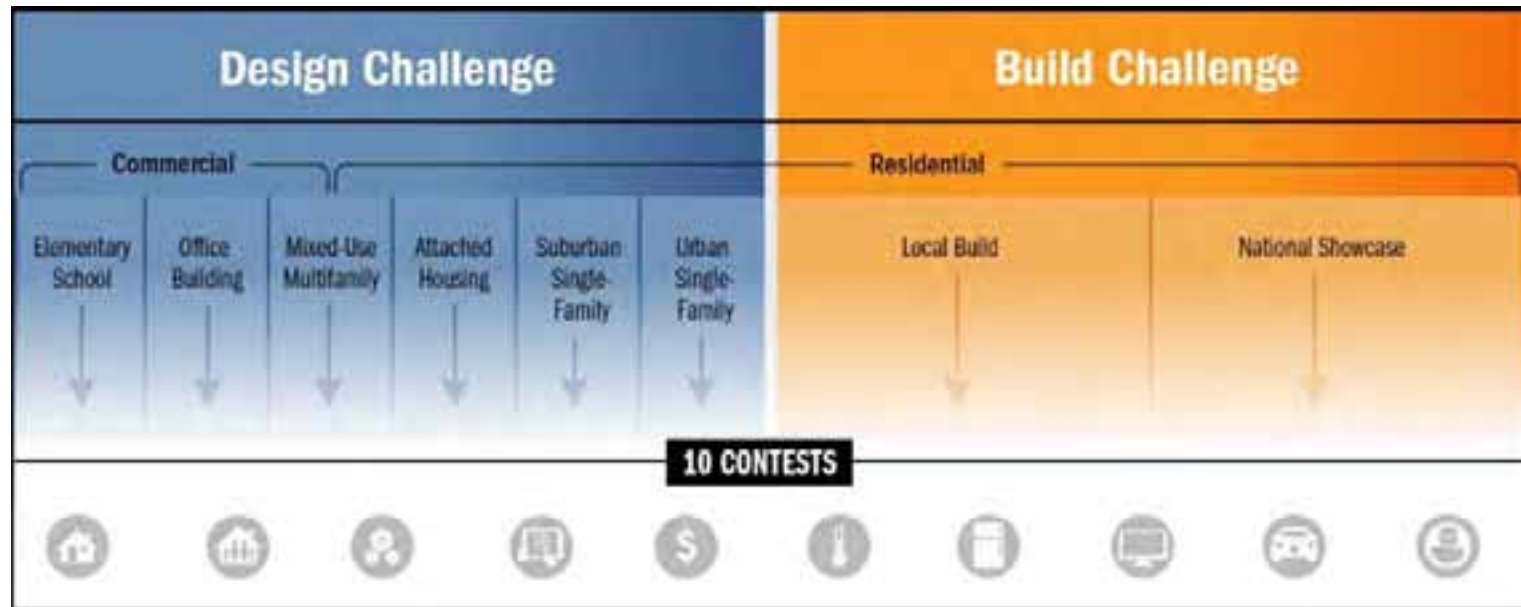 Design Challenge
Build Challenge
Commercial
Residential
Elementary
School
Office
Building
Mixed-Use
Multifamily
Attached
Housing
Suburban
Single-
Family
Urban
Single-
Family
Local Build
National Showcase
10 CONTESTS
$